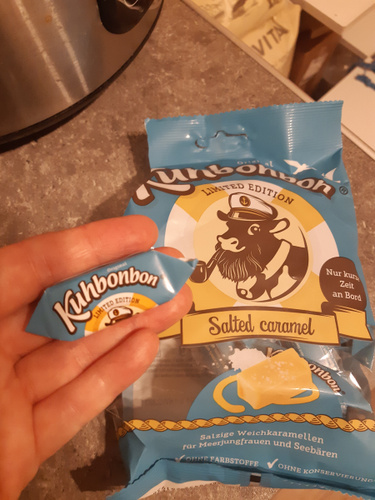 VITA
Kuhbonbon®
LIMITED EDITION
Nur kurze
Zeit
an Bord
Salted caramel
Kuhbonbon
LIMITED EDITION
bonbon
Salzige Weichkaramellen
für Meerjungfrauen und Seebären
✓ OHNE FARBSTOFFE ✓ OHNE KONSERVIERUNG